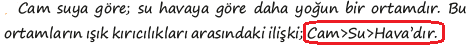 Cam suya göre; su havaya göre daha yoğun bir ortamdır. Bu
ortamların ışık kırıcılıkları arasındaki ilişki; Cam>Su>Hava'dır.